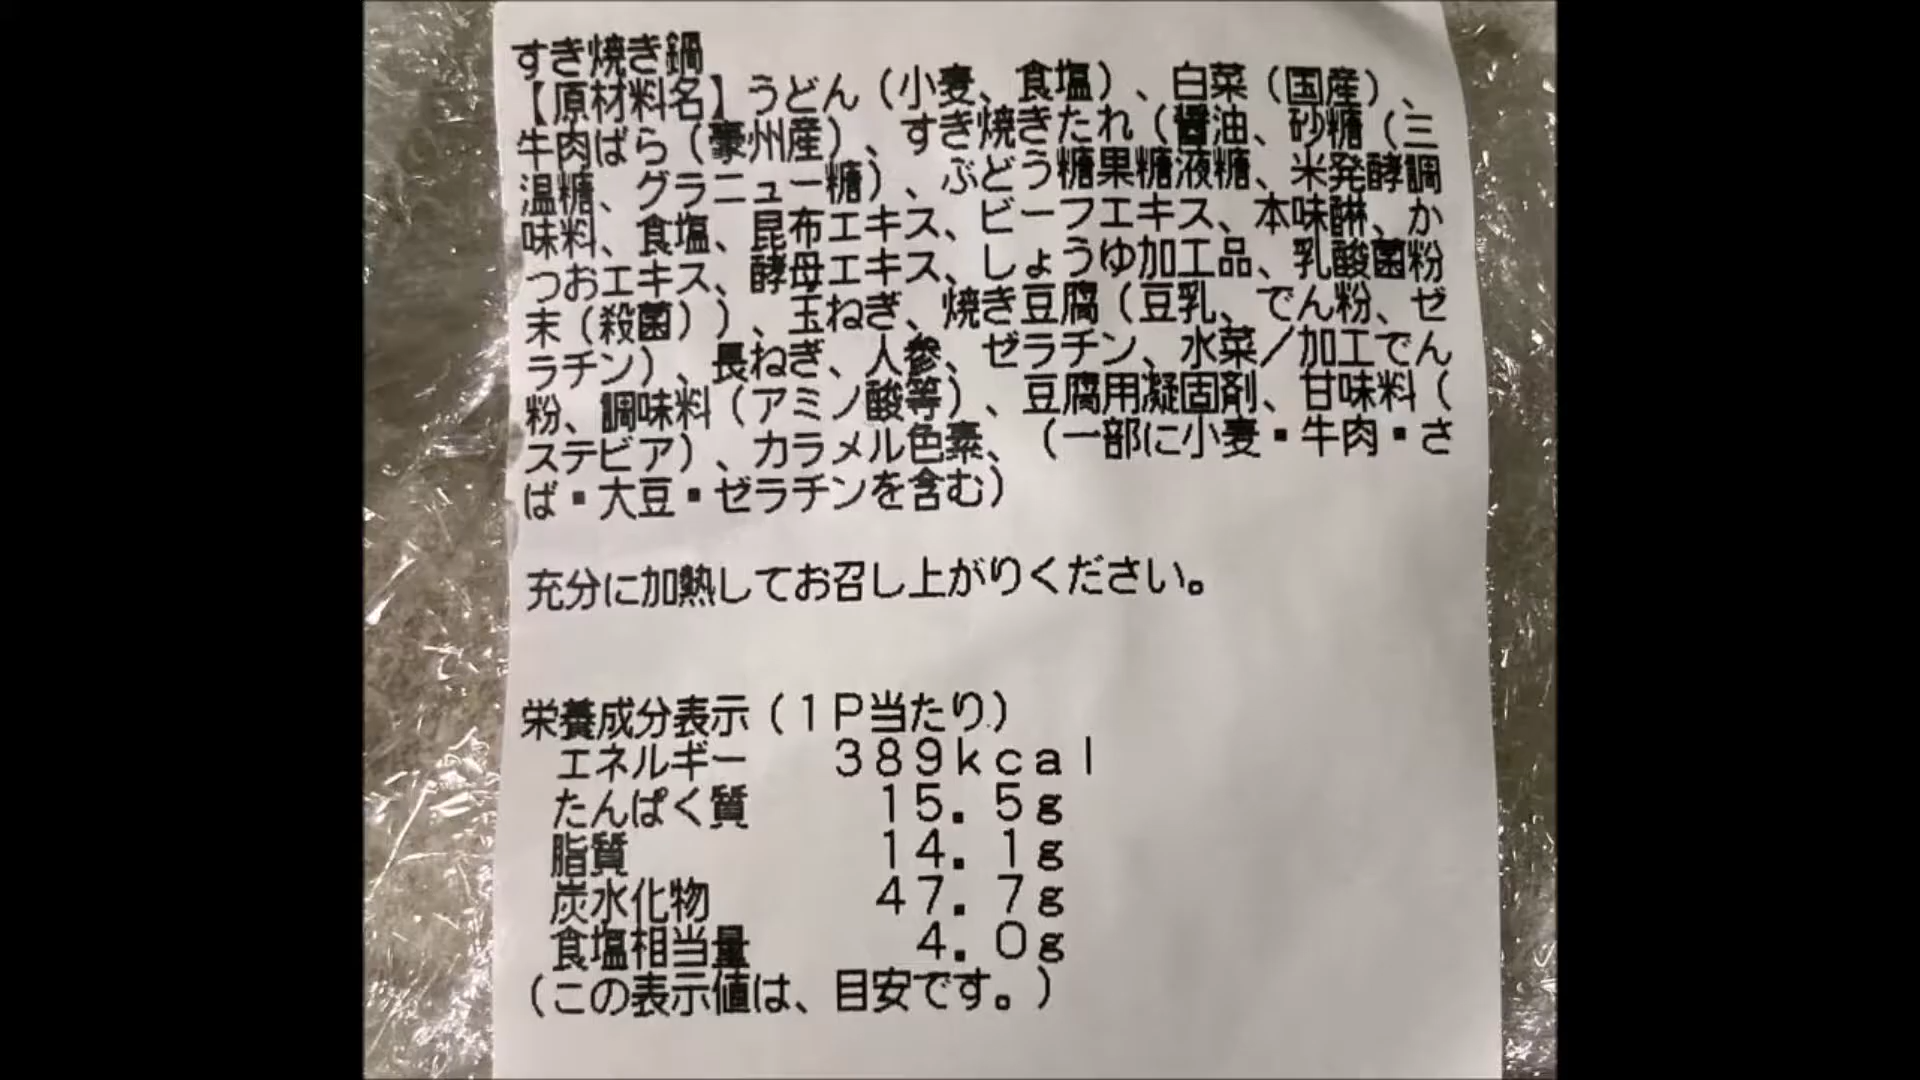 すき焼き鍋
【原材料名】うどん（小麦、食塩）、白菜（国産）、
牛肉ばら（豪州産）、すき焼きたれ（醤油、砂糖（三
温糖、グラニュー糖）、ぶどう糖果糖液糖、米発酵調
味料、食塩、昆布エキス、ビーフエキス、本味醂、か
つおエキス、酵母エキス、しょうゆ加工品、乳酸菌粉
末（殺菌））、玉ねぎ、焼き豆腐（豆乳、でん粉、ゼ
ラチン）、長ねぎ、人参、ゼラチン、水菜／加工でん
粉、調味料（アミノ酸等）、豆腐用凝固剤、甘味料（
ステビア）、カラメル色素、（一部に小麦・牛肉・さ
ば・大豆・ゼラチンを含む）
充分に加熱してお召し上がりください。
栄養成分表示（１Ｐ当たり）
エネルギー　３８９ｋｃａｌ
たんぱく質　１５．５ｇ
脂質　１４．１ｇ
炭水化物　４７．７ｇ
食塩相当量　４．０ｇ
（この表示値は、目安です。）